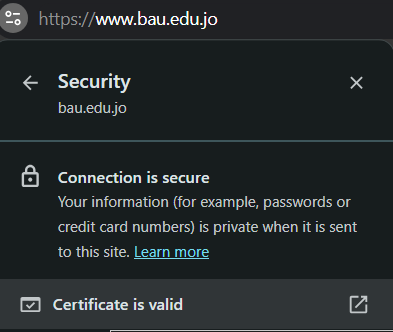 https://www.bau.edu.jo
Security
bau.edu.jo
Connection is secure
Your information (for example, passwords or
credit card numbers) is private when it is sent
to this site. Learn more
Certificate is valid